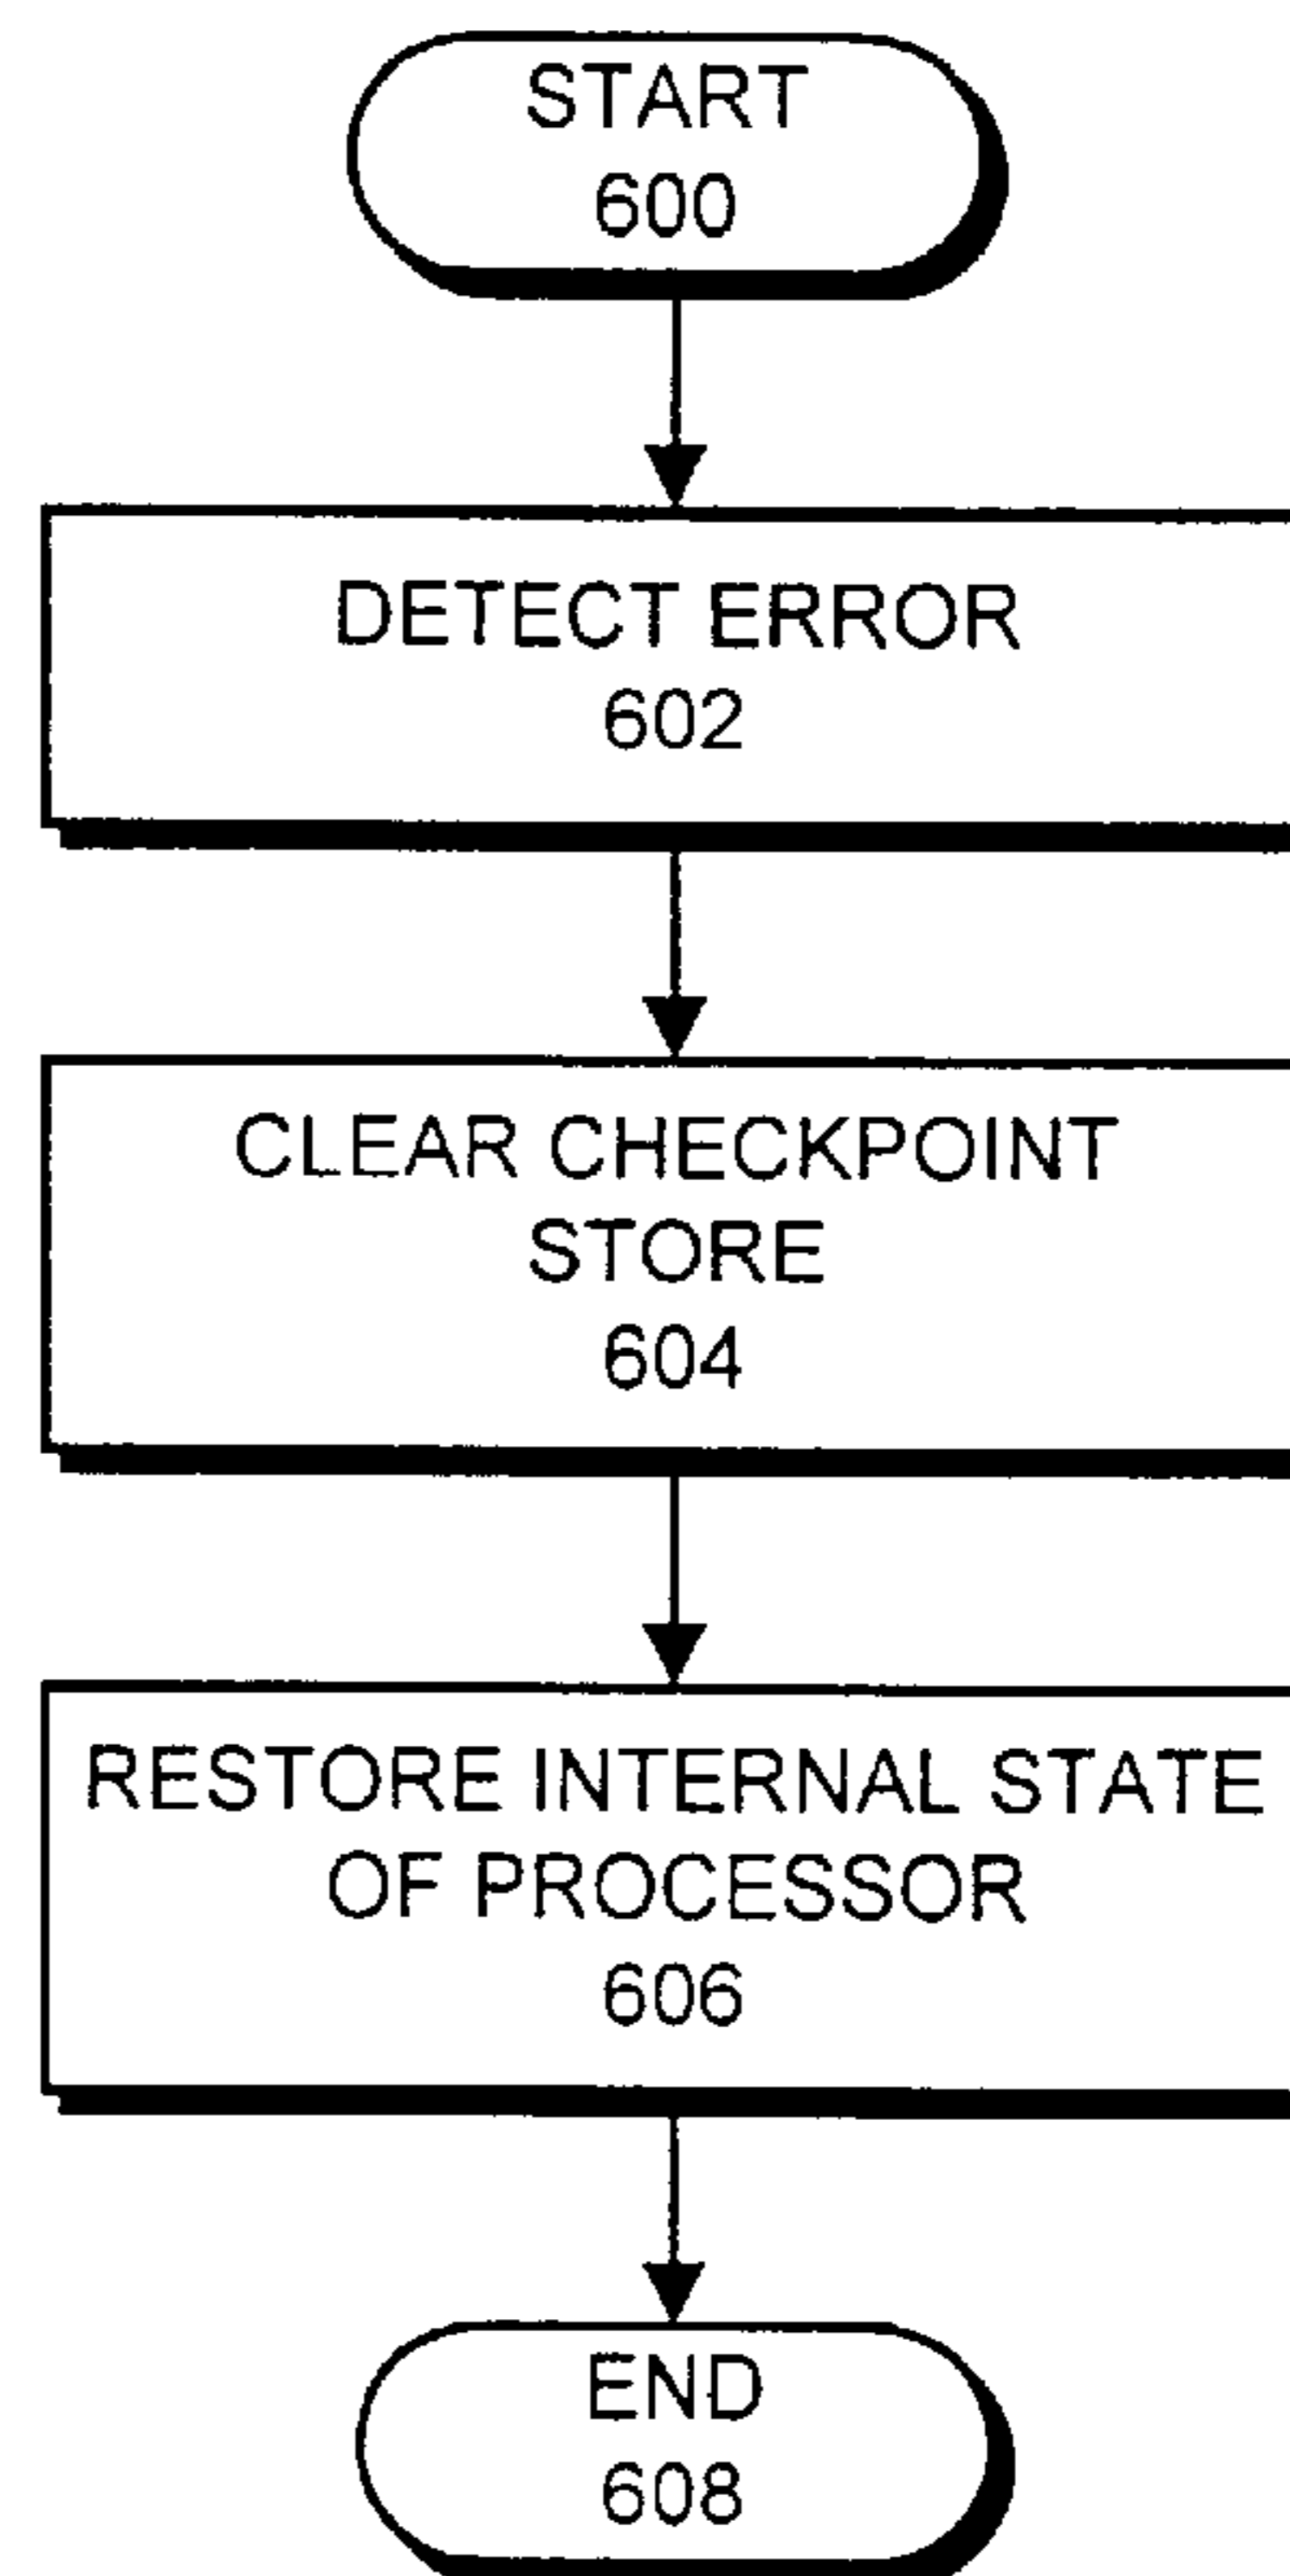 START
600
DETECT ERROR
602
CLEAR CHECKPOINT
STORE
604
RESTORE INTERNAL STATE
OF PROCESSOR
606
END
608